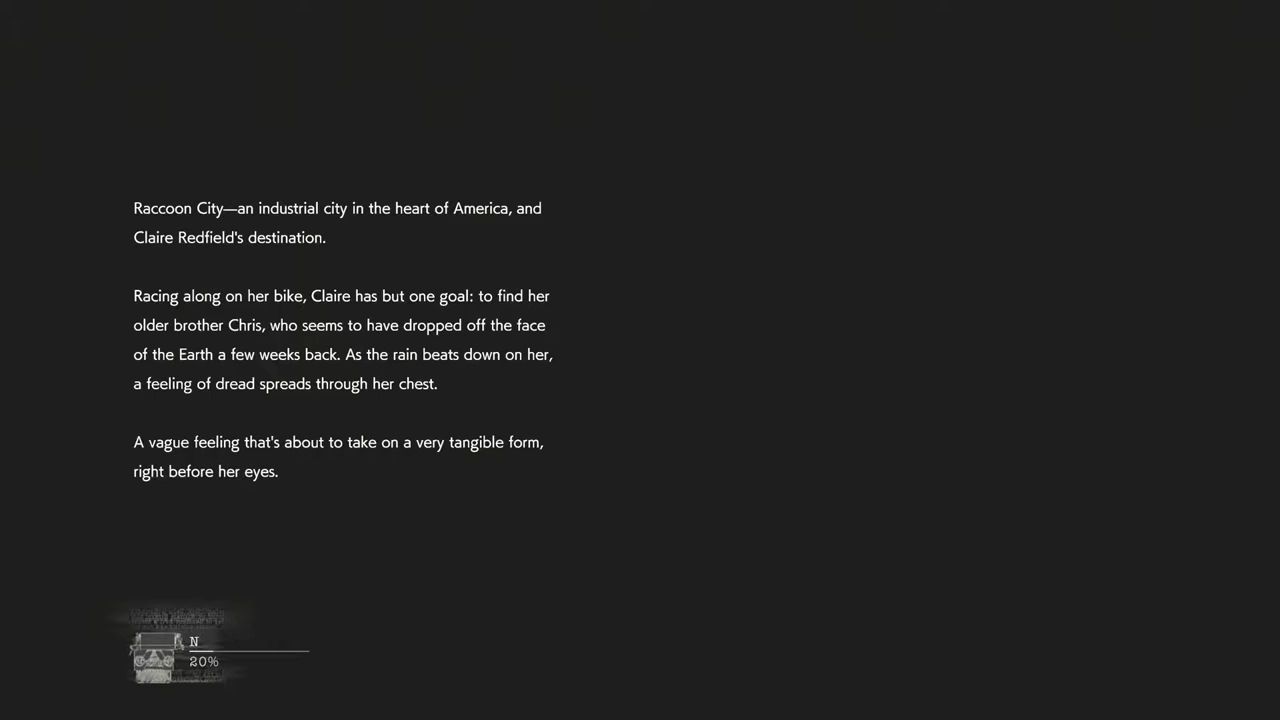 Raccoon City—an industrial city in the heart of America, and
Claire Redfield's destination.
Racing along on her bike, Claire has but one goal: to find her
older brother Chris, who seems to have dropped off the face
of the Earth a few weeks back. As the rain beats down on her,
a feeling of dread spreads through her chest.
A vague feeling that's about to take on a very tangible form,
right before her eyes.
N
20%